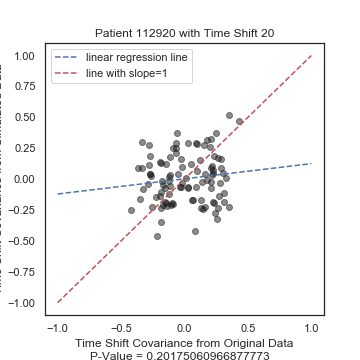 Patient 112920 with Time Shift 20
linear regression line
line with slope=1
1.00
0.75
0.50
0.25
0.00
−0.25
−0.50
−0.75
−1.00
−1.0
−0.5
0.0
0.5
1.0
Time Shift Covariance from Original Data
P-Value = 0.20175060966877773